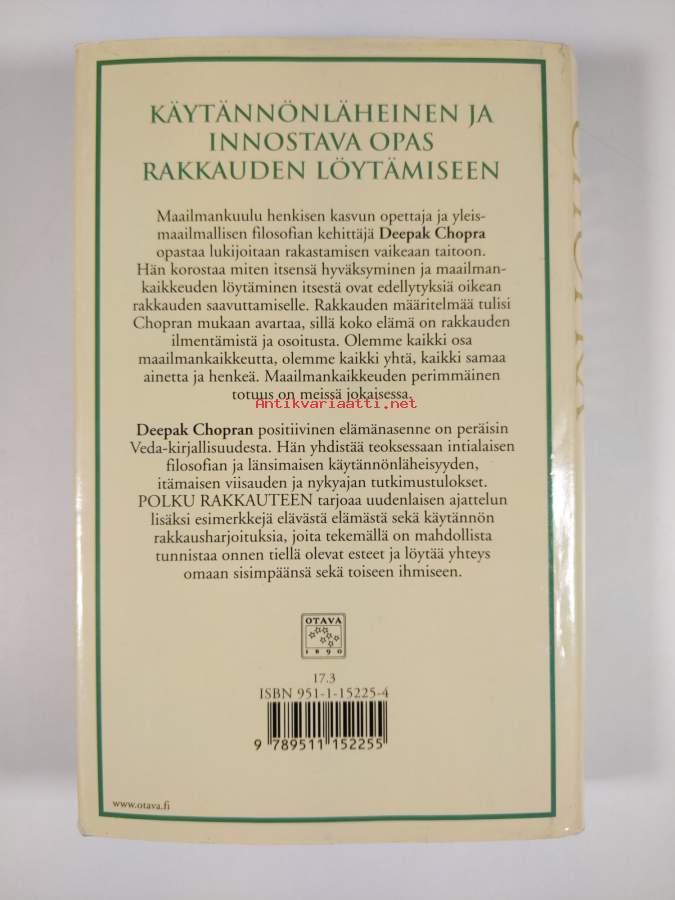 KÄYTÄNNÖNLÄHEINEN JA
INNOSTAVA OPAS
RAKKAUDEN LÖYTÄMISEEN
Maailmankuulu henkisen kasvun opettaja ja yleis-
maailmallisen filosofian kehittäjä Deepak Chopra
opastaa lukijoitaan rakastamisen vaikeaan taitoon.
Hän korostaa miten itsensä hyväksyminen ja maailman-
kaikkeuden löytäminen itsestä ovat edellytyksiä oikean
rakkauden saavuttamiselle. Rakkauden määritelmää tulisi
Chopran mukaan avartaa, sillä koko elämä on rakkauden
ilmentämistä ja osoitusta. Olemme kaikki osa
maailmankaikkeutta, olemme kaikki yhtä, kaikki samaa
ainetta ja henkeä. Maailmankaikkeuden perimmäinen
totuus on meissä jokaisessa.
Antikvariaatti.net
Deepak Chopran positiivinen elämänasenne on peräisin
Veda-kirjallisuudesta. Hän yhdistää teoksessaan intialaisen
filosofian ja länsimaisen käytännönläheisyyden,
itämaisen viisauden ja nykyajan tutkimustulokset.
POLKU RAKKAUTEEN tarjoaa uudenlaisen ajattelun
lisäksi esimerkkejä elävästä elämästä sekä käytännön
rakkausharjoituksia, joita tekemällä on mahdollista
tunnistaa onnen tiellä olevat esteet ja löytää yhteys
omaan sisimpäänsä sekä toiseen ihmiseen.
OTAVA
1890
17.3
ISBN 951-1-15225-4
9 789511 152255
www.otava.fi